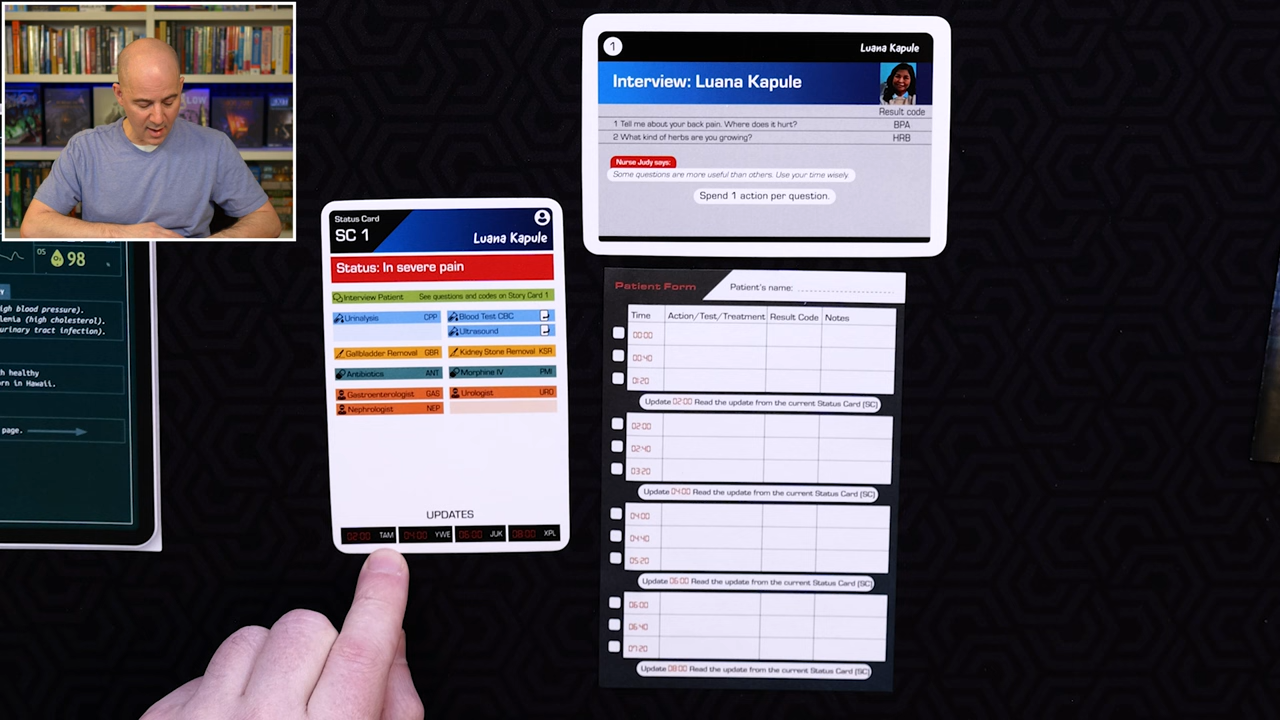 1
Luana Kapule
Interview: Luana Kapule
Result code
1 Tell me about your back pain. Where does it hurt? BPA
2 What kind of herbs are you growing? HRB
Nurse Judy says:
Some questions are more useful than others. Use your time wisely.
Spend 1 action per question.
Status Card
SC 1
Luana Kapule
Status: In severe pain
Interview Patient See questions and codes on Story Card 1
Urinalysis CPP Blood Test CBC
Ultrasound
Gallbladder Removal GBR Kidney Stone Removal KSR
Antibiotics ANT Morphine IV PMI
Gastroenterologist GAS Urologist URO
Nephrologist NEP
UPDATES
02:00 TAM 04:00 YWE 06:00 JUK 08:00 XPL
Patient Form Patient's name:
Time Action/Test/Treatment Result Code Notes
00:00
00:40
01:20
Update 02:00 Read the update from the current Status Card (SC)
02:00
02:40
03:20
Update 04:00 Read the update from the current Status Card (SC)
04:00
04:40
05:20
Update 06:00 Read the update from the current Status Card (SC)
06:00
06:40
07:20
Update 08:00 Read the update from the current Status Card (SC)
05 98
igh blood pressure).
lemia (high cholesterol).
urinary tract infection).
th healthy
orn in Hawaii.
page.